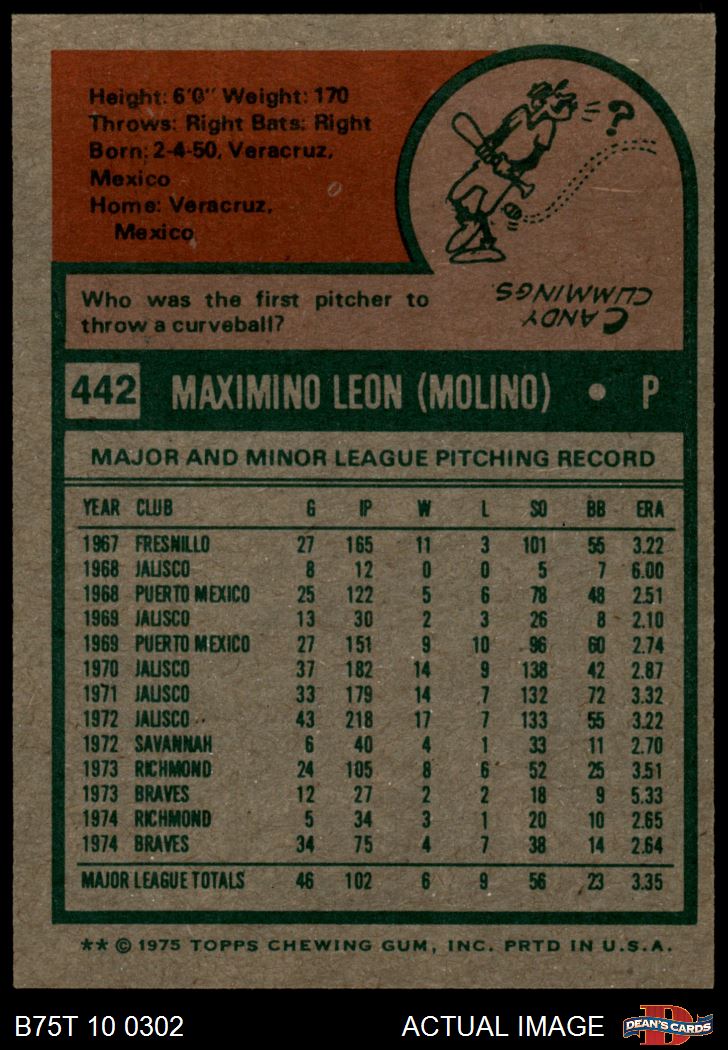 Height: 6'0" Weight: 170
Throws: Right Bats: Right
Born: 2-4-50, Veracruz,
Mexico
Home: Veracruz,
Mexico
?
Who was the first pitcher to
throw a curveball?
CANDY
CUMMINGS.
442 MAXIMINO LEON (MOLINO) • P
MAJOR AND MINOR LEAGUE PITCHING RECORD
YEAR CLUB G IP W L SO BB ERA
1967 FRESNILLO 27 165 11 3 101 55 3.22
1968 JALISCO 8 12 0 0 5 7 6.00
1968 PUERTO MEXICO 25 122 5 6 78 48 2.51
1969 JALISCO 13 30 2 3 26 8 2.10
1969 PUERTO MEXICO 27 151 9 10 96 60 2.74
1970 JALISCO 37 182 14 9 138 42 2.87
1971 JALISCO 33 179 14 7 132 72 3.32
1972 JALISCO 43 218 17 7 133 55 3.22
1972 SAVANNAH 6 40 4 1 33 11 2.70
1973 RICHMOND 24 105 8 6 52 25 3.51
1973 BRAVES 12 27 2 2 18 9 5.33
1974 RICHMOND 5 34 3 1 20 10 2.65
1974 BRAVES 34 75 4 7 38 14 2.64
MAJOR LEAGUE TOTALS 46 102 6 9 56 23 3.35
** © 1975 TOPPS CHEWING GUM, INC. PRTD IN U.S.A.
B75T 10 0302 ACTUAL IMAGE D DEAN'S CARDS